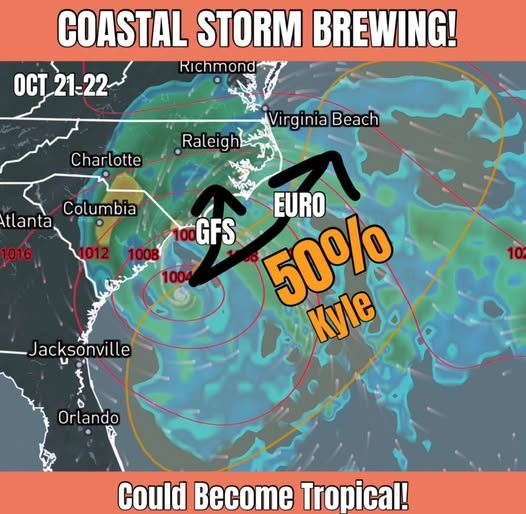 COASTAL STORM BREWING!
Richmond
OCT 21-22
Virginia Beach
Raleigh
Charlotte
Columbia
EURO
Atlanta
GFS
50%
1016
1012
1008
1004
Kyle
Jacksonville
Orlando
Could Become Tropical!